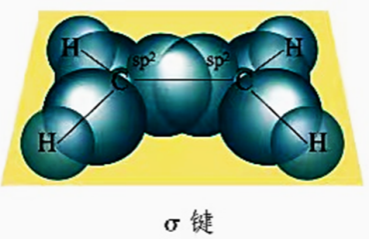 H H
sp² sp²
C C
H H
σ 键